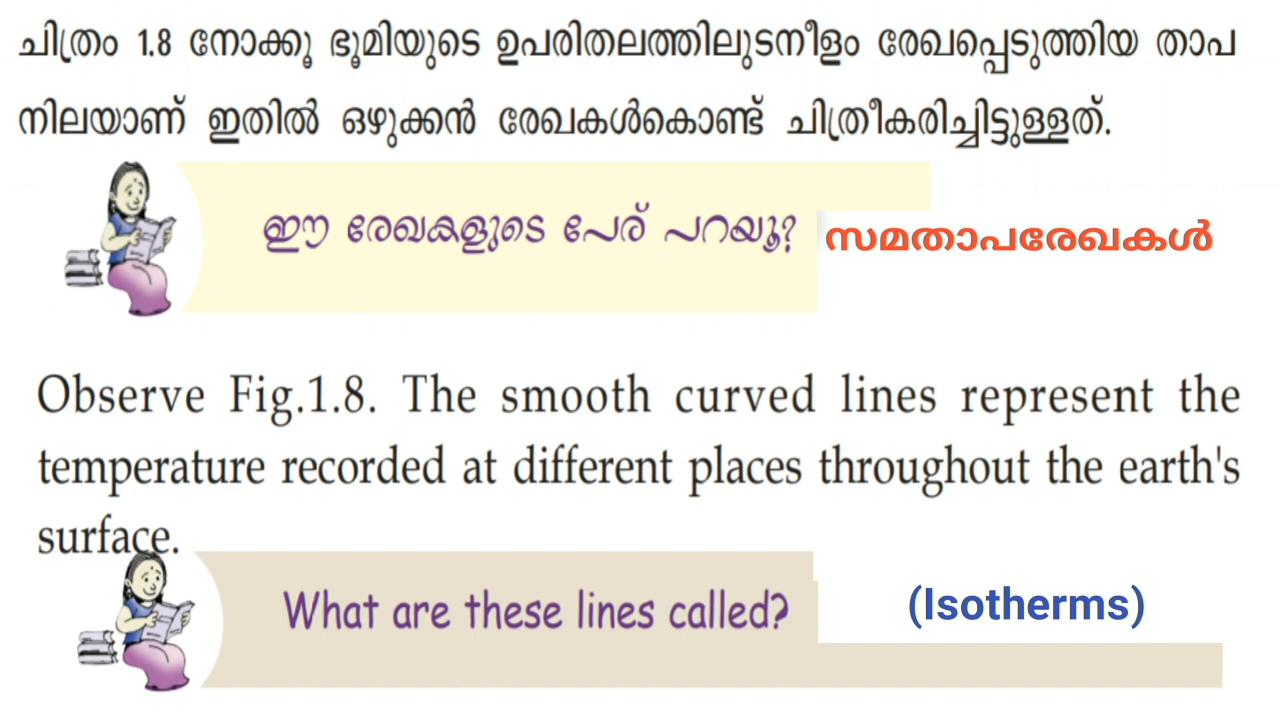 ചിത്രം 1.8 നോക്കൂ ഭൂമിയുടെ ഉപരിതലത്തിലുടനീളം രേഖപ്പെടുത്തിയ താപ
നിലയാണ് ഇതിൽ ഒഴുക്കൻ രേഖകൾകൊണ്ട് ചിത്രീകരിച്ചിട്ടുള്ളത്.
ഈ രേഖകളുടെ പേര് പറയൂ? സമതാപരേഖകൾ
Observe Fig.1.8. The smooth curved lines represent the
temperature recorded at different places throughout the earth's
surface.
What are these lines called? (Isotherms)